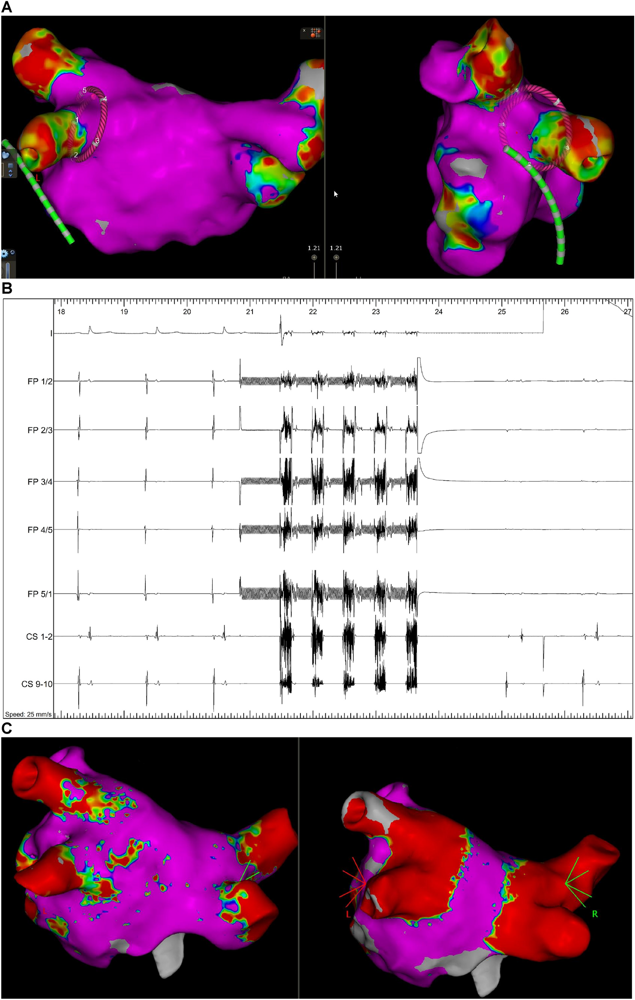 A
x
5
4
1
3
2
L
1.21
5
4
1
3
2
1.21
B
18 19 20 21 22 23 24 25 26 27
I
FP 1/2
FP 2/3
FP 3/4
FP 4/5
FP 5/1
CS 1-2
CS 9-10
Speed: 25 mm/s
C
L
L
R